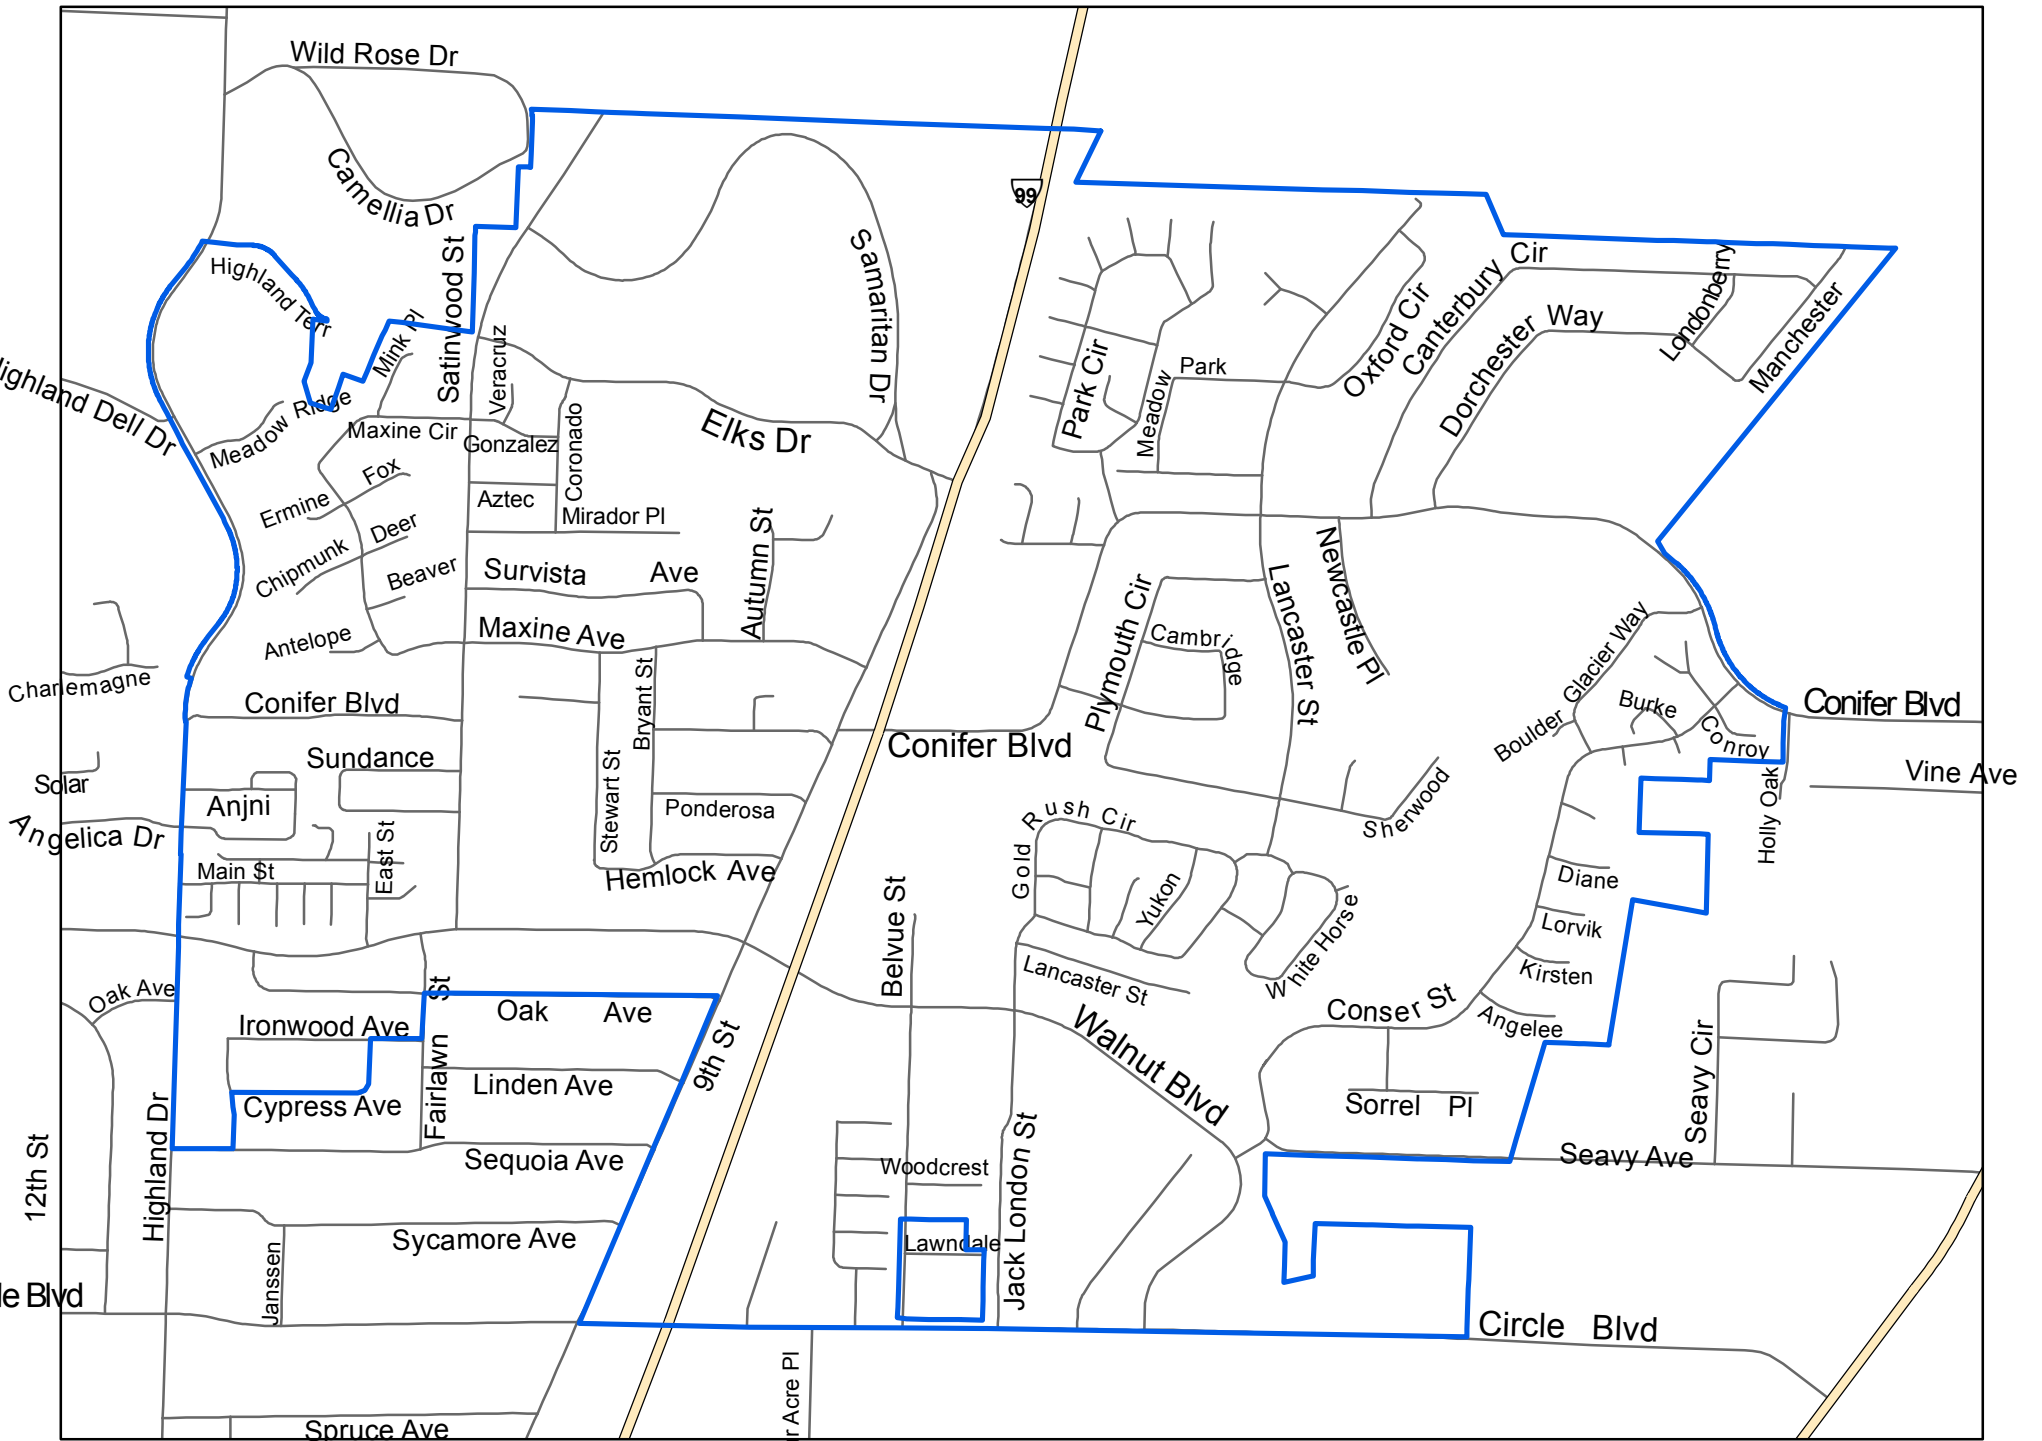 Wild Rose Dr
Camellia Dr
99
Highland Terr
Satinwood St
Samaritan Dr
Canterbury Cir
Londonberry
Manchester
Oxford Cir
Dorchester Way
Mink Pl
Veracruz
Park Cir
Meadow Park
Highland Dell Dr
Meadow Ridge
Maxine Cir
Gonzalez
Coronado
Elks Dr
Fox
Ermine
Aztec
Mirador Pl
Deer
Chipmunk
Beaver
Survista Ave
Autumn St
Newcastle Pl
Lancaster St
Plymouth Cir
Cambridge
Antelope
Maxine Ave
Glacier Way
Charlemagne
Conifer Blvd
Bryant St
Burke
Boulder
Conroy
Conifer Blvd
Conifer Blvd
Sundance
Stewart St
Solar
Anjni
Ponderosa
Sherwood
Holly Oak
Vine Ave
Angelica Dr
Gold Rush Cir
Main St
East St
Hemlock Ave
Belvue St
Yukon
White Horse
Diane
Lorvik
Kirsten
Lancaster St
Oak Ave
Ironwood Ave
Fairlawn St
Oak Ave
9th St
Walnut Blvd
Conser St
Angelee
Seavy Cir
Linden Ave
Cypress Ave
Sorrel Pl
Highland Dr
12th St
Sequoia Ave
Woodcrest
Jack London St
Seavy Ave
Sycamore Ave
Janssen
Lawndale
le Blvd
Circle Blvd
r Acre Pl
Spruce Ave